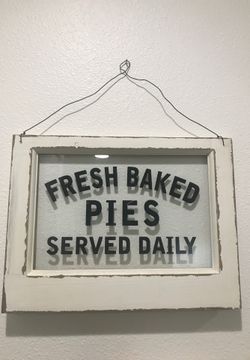 FRESH BAKED
PIES
SERVED DAILY